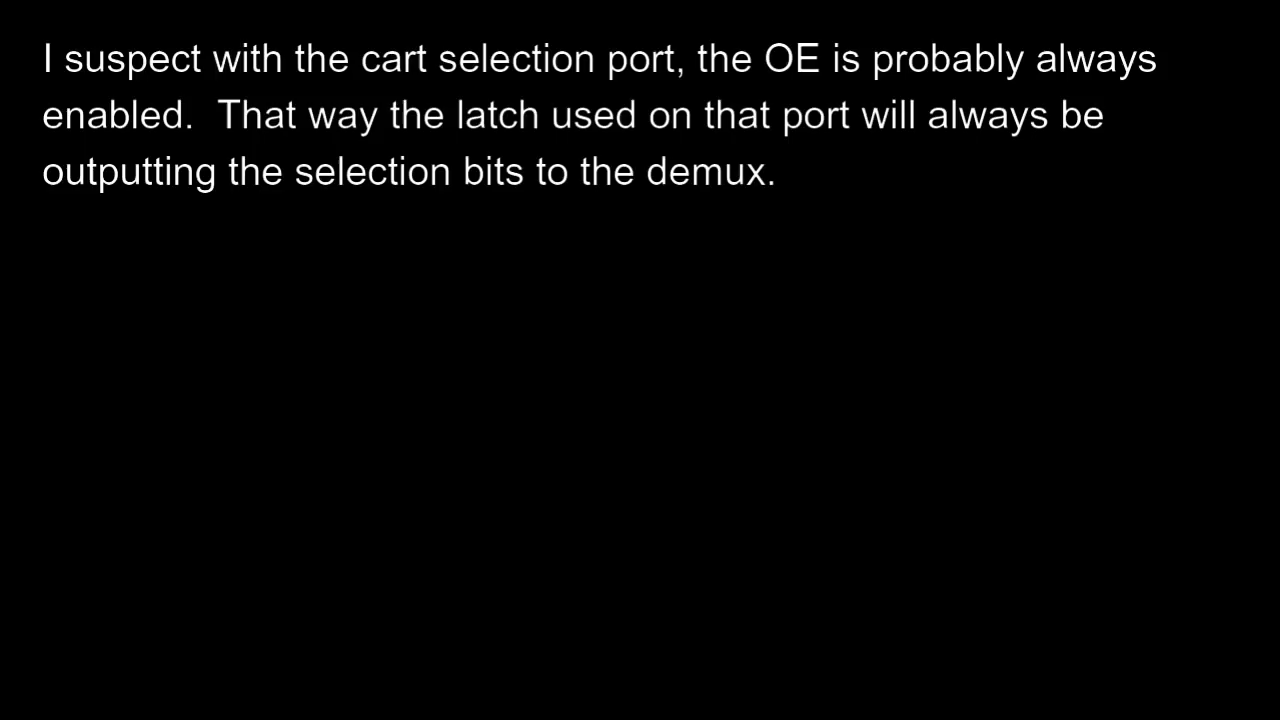 I suspect with the cart selection port, the OE is probably always
enabled.  That way the latch used on that port will always be
outputting the selection bits to the demux.